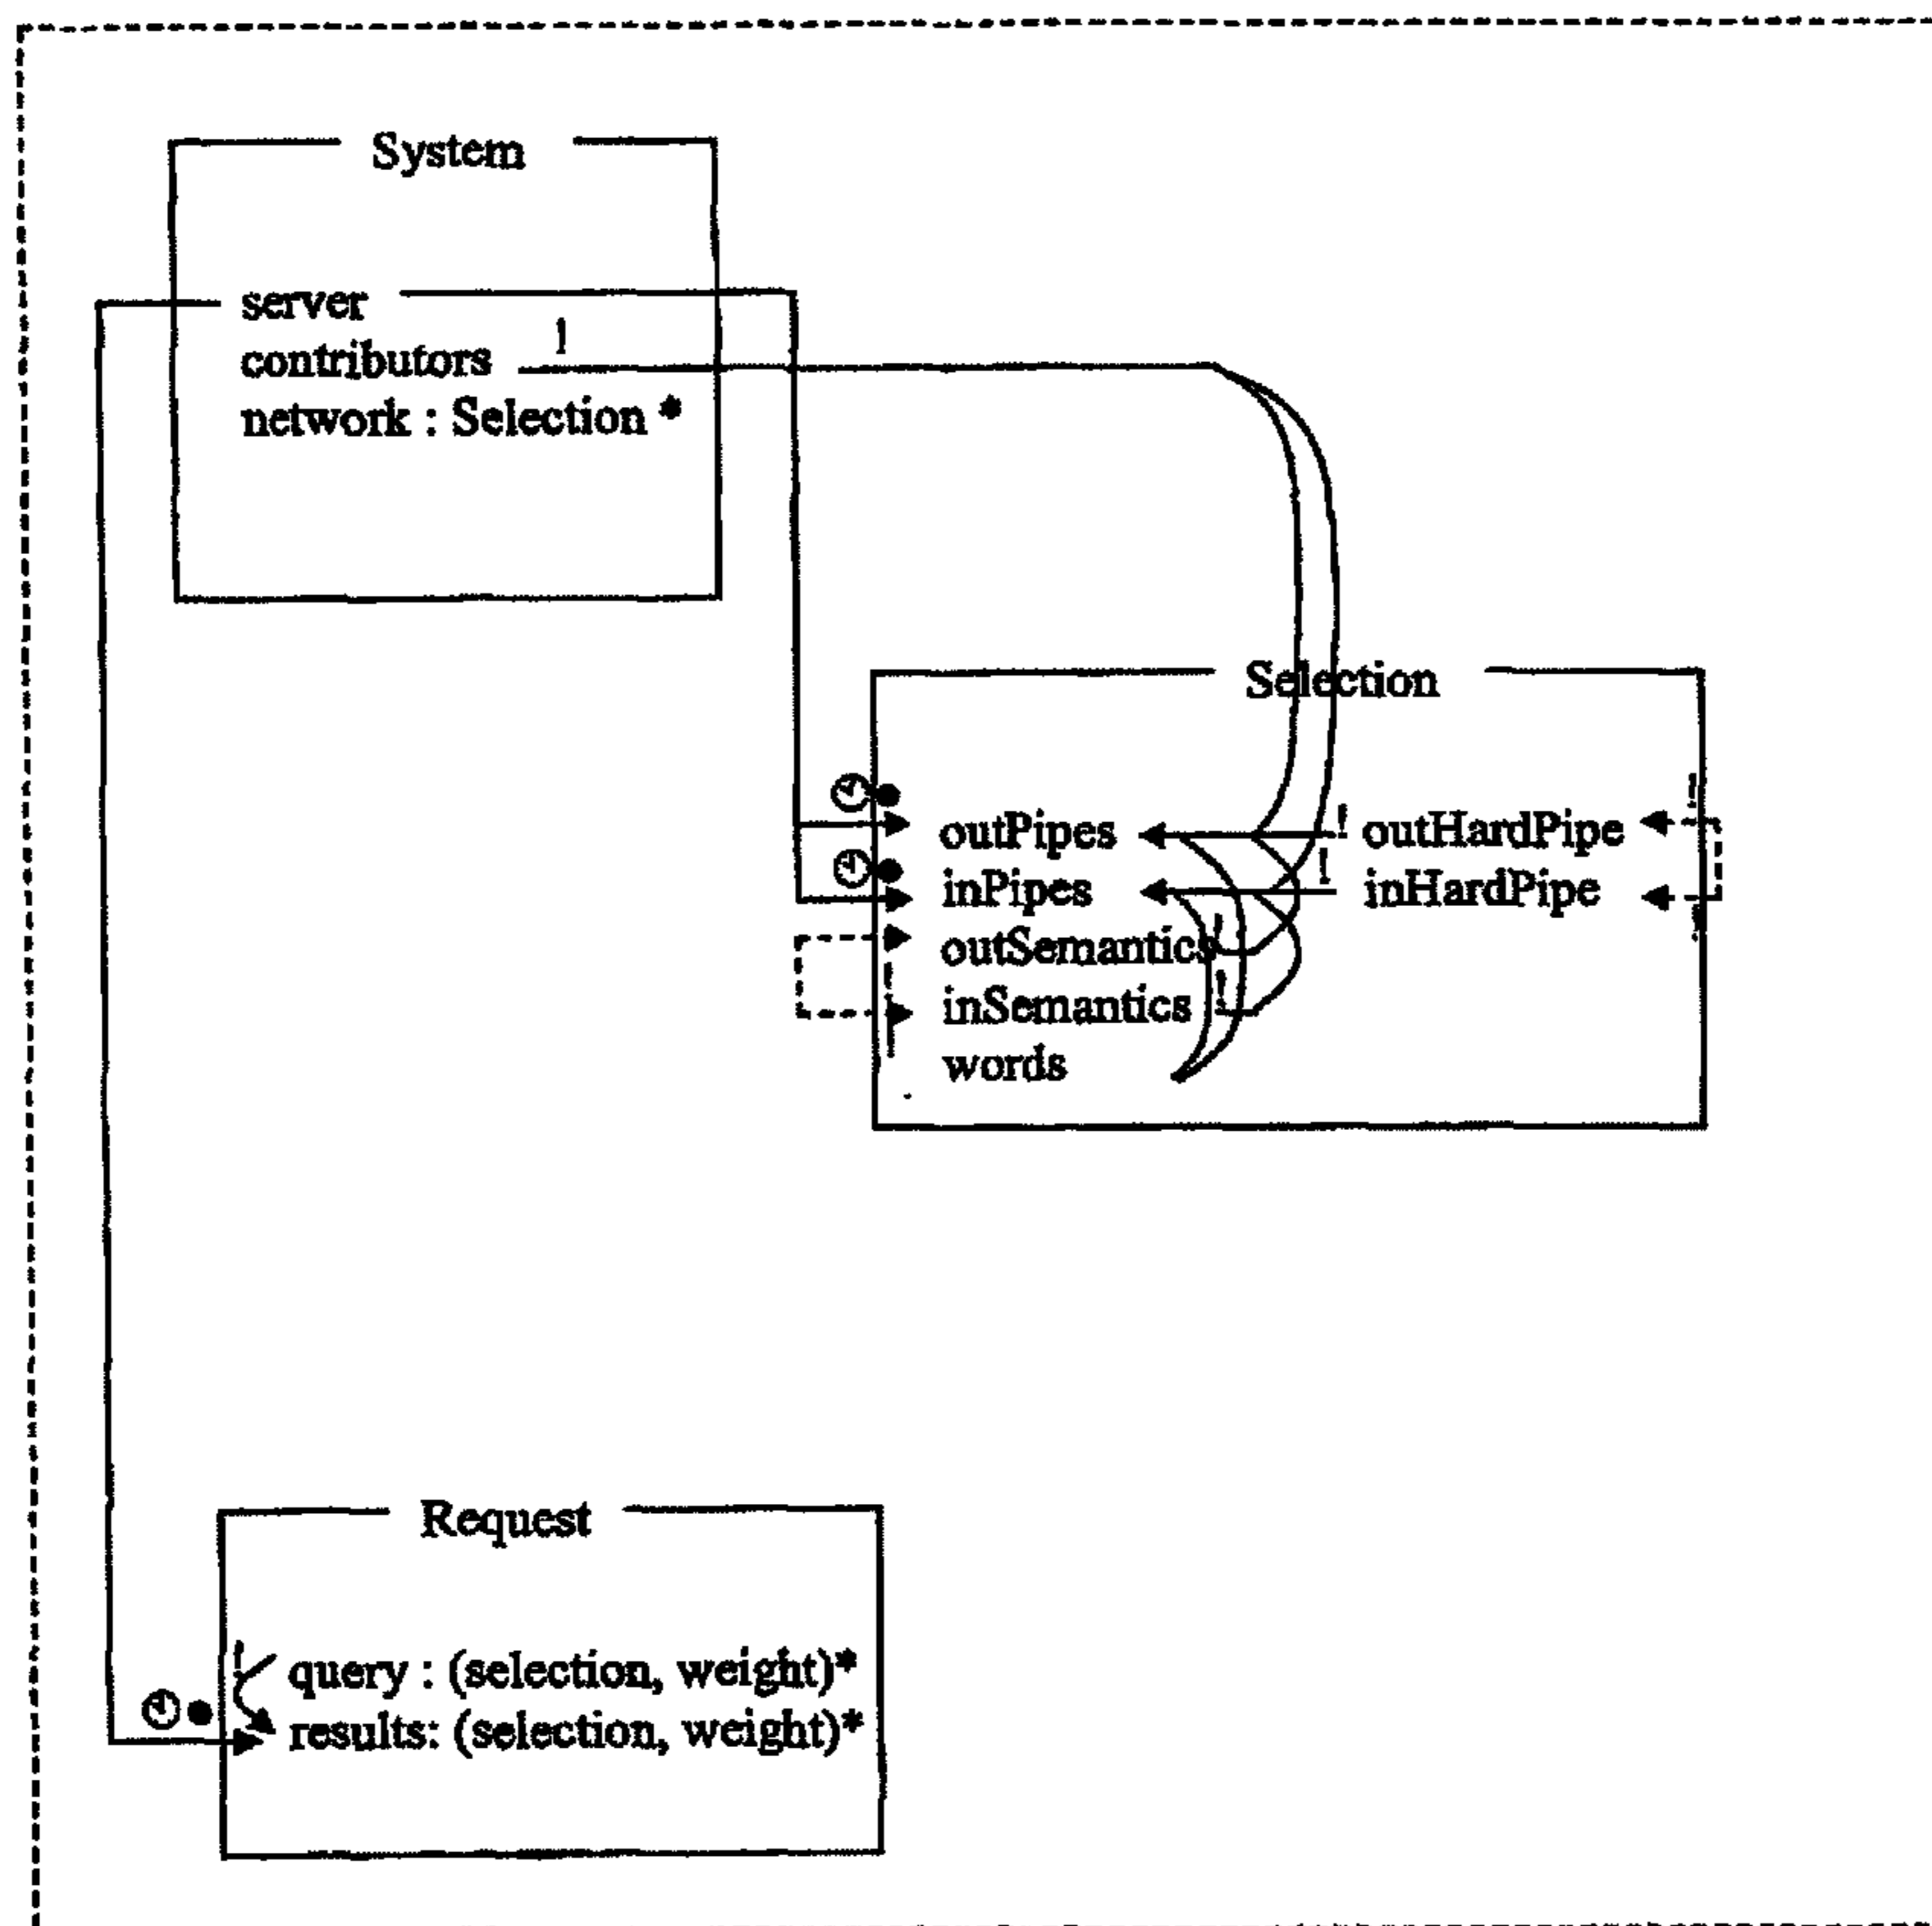 System
server
contributors !
network : Selection *
Selection
outPipes ! outHardPipe !
inPipes ! inHardPipe
outSemantics !
inSemantics !
words
Request
! query : (selection, weight)*
results: (selection, weight)*